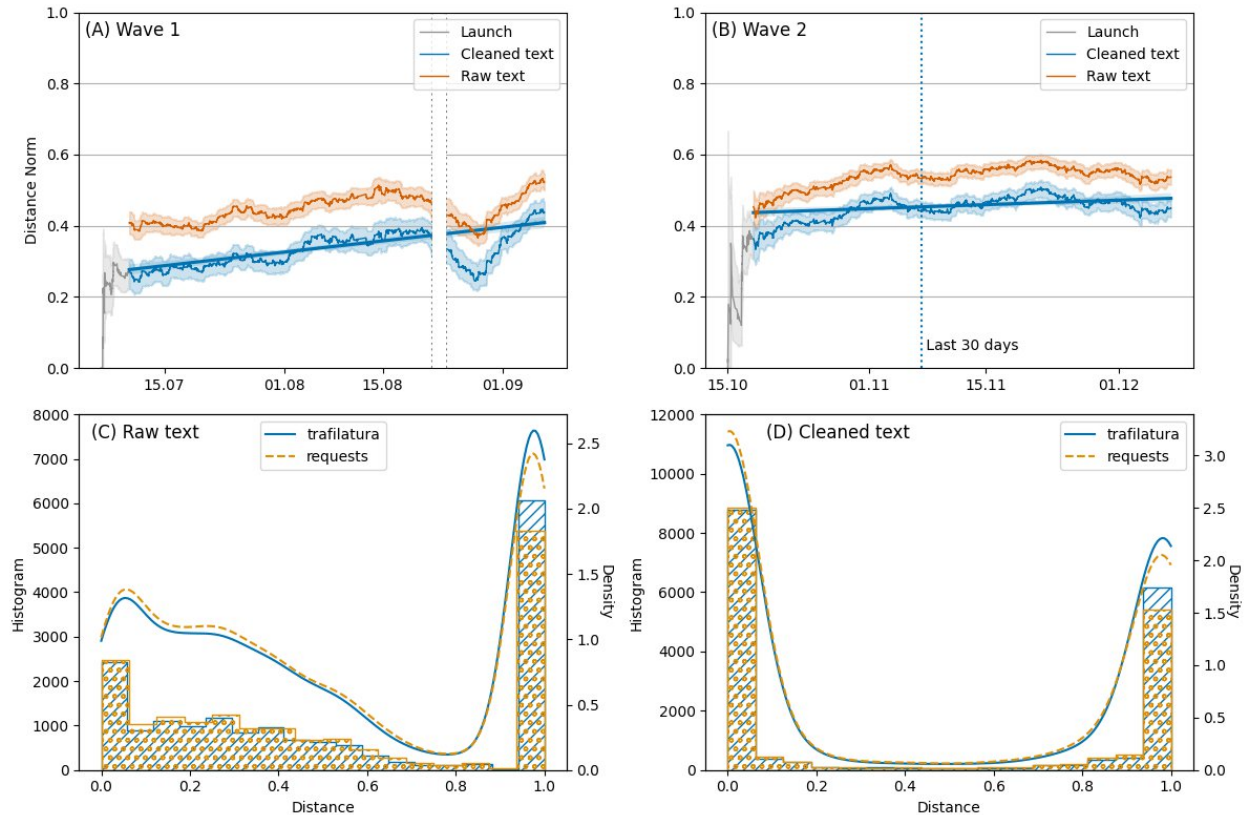 (A) Wave 1
Launch
Cleaned text
Raw text
Distance Norm
1.0
0.8
0.6
0.4
0.2
0.0
15.07 01.08 15.08 01.09
(B) Wave 2
Launch
Cleaned text
Raw text
1.0
0.8
0.6
0.4
0.2
0.0
Last 30 days
15.10 01.11 15.11 01.12
(C) Raw text
trafilatura
requests
Histogram
8000
7000
6000
5000
4000
3000
2000
1000
0
Density
2.5
2.0
1.5
1.0
0.5
0.0
0.0 0.2 0.4 0.6 0.8 1.0
Distance
(D) Cleaned text
trafilatura
requests
Histogram
12000
10000
8000
6000
4000
2000
0
Density
3.0
2.5
2.0
1.5
1.0
0.5
0.0
0.0 0.2 0.4 0.6 0.8 1.0
Distance